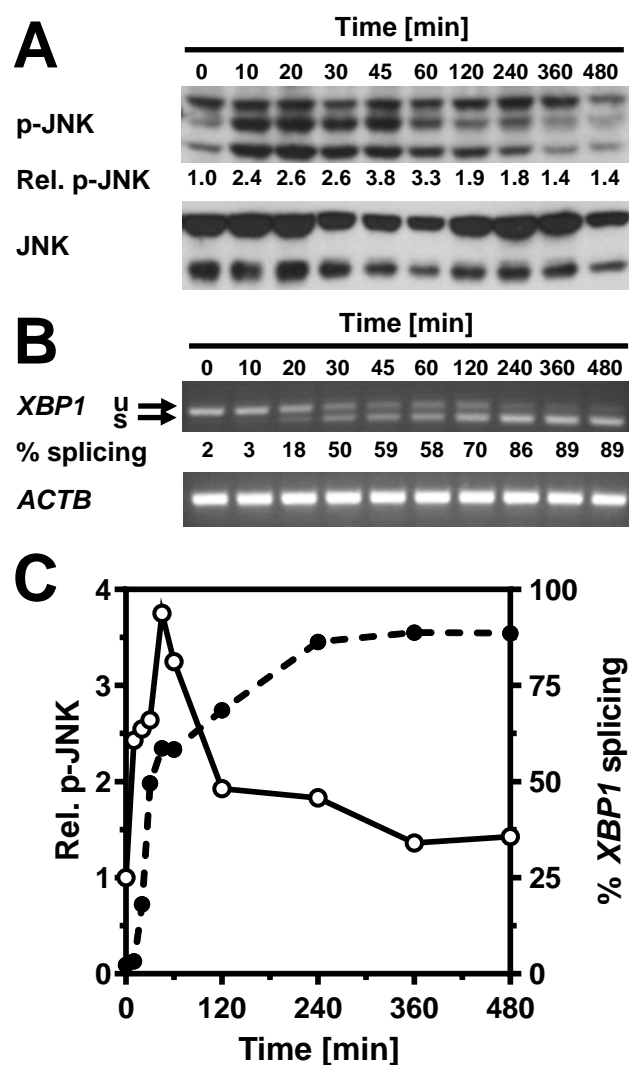 A
Time [min]
0 10 20 30 45 60 120 240 360 480
p-JNK
Rel. p-JNK 1.0 2.4 2.6 2.6 3.8 3.3 1.9 1.8 1.4 1.4
JNK
B
Time [min]
0 10 20 30 45 60 120 240 360 480
XBP1 u
s
% splicing 2 3 18 50 59 58 70 86 89 89
ACTB
C
4 100
3 75
2 50
1 25
0 0
Rel. p-JNK
% XBP1 splicing
0 120 240 360 480
Time [min]